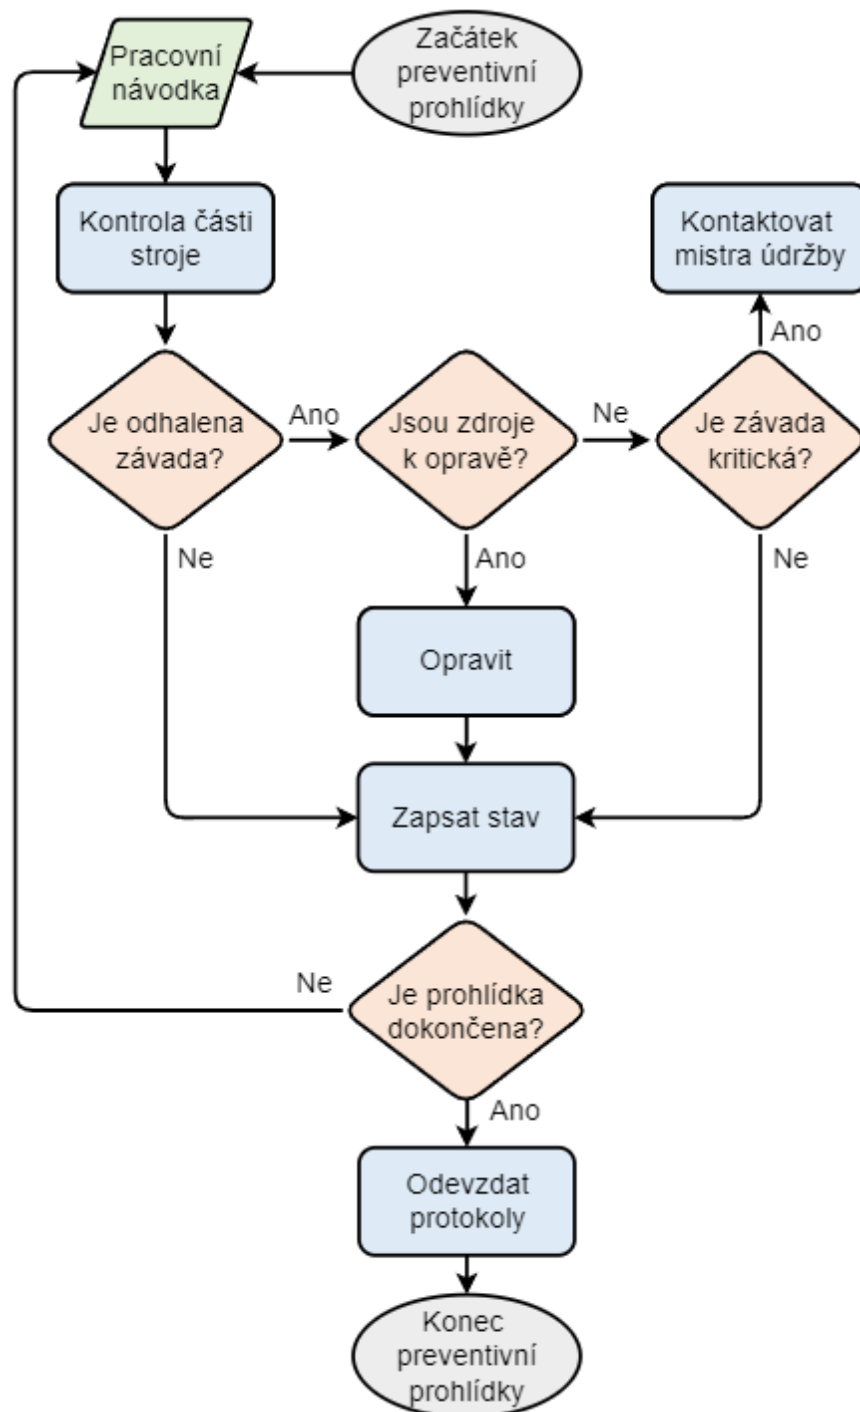 Pracovní
návodka
Začátek
preventivní
prohlídky
Kontrola části
stroje
Kontaktovat
mistra údržby
Ano
Je odhalena
závada?
Ano
Jsou zdroje
k opravě?
Ne
Je závada
kritická?
Ne
Ano
Ne
Opravit
Zapsat stav
Ne
Je prohlídka
dokončena?
Ano
Odevzdat
protokoly
Konec
preventivní
prohlídky